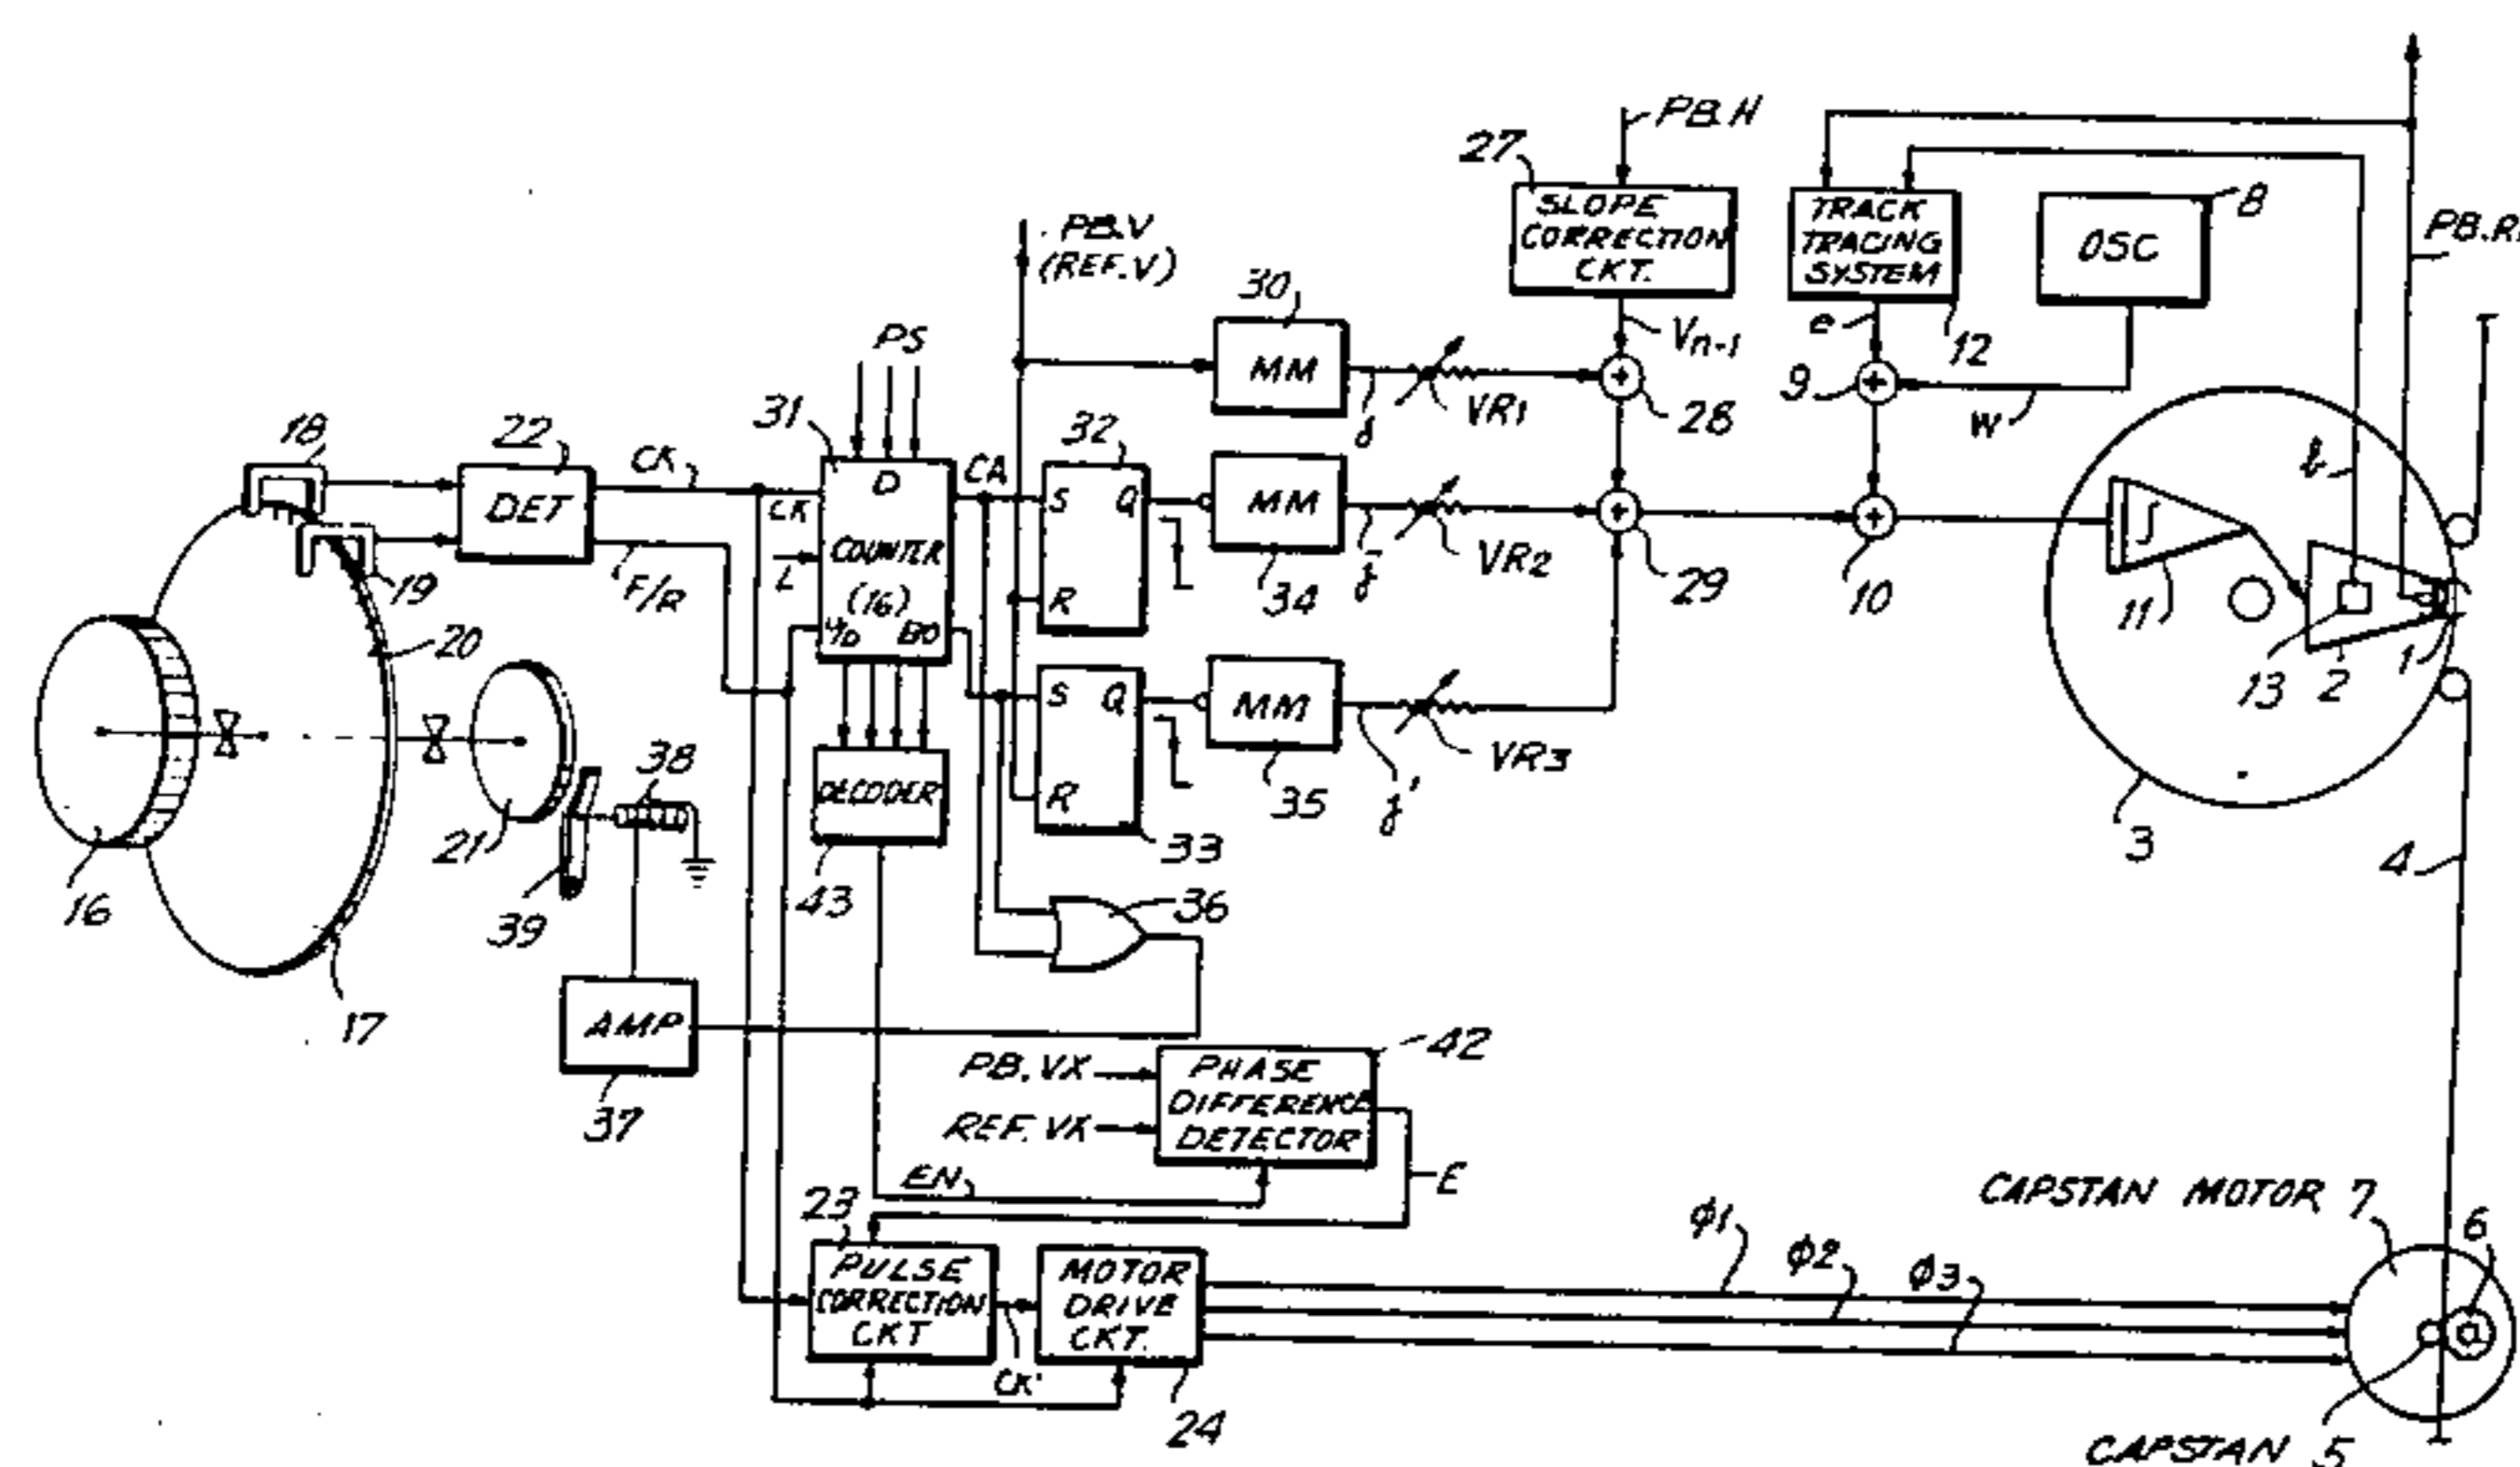 PB.H
27
SLOPE
CORRECTION
CKT.
TRACK
TRACING
SYSTEM
8
OSC
PB.V
(REF.V)
30
MM
VR1
Vn-1
28
e
12
9
W
PS
18
22
DET
CK
31
D
CK
COUNTER
(16)
L
U/D
BO
CA
32
S
Q
R
MM
34
VR2
29
10
11
13
2
1
3
4
19
20
F/R
33
S
Q
R
MM
35
VR3
16
17
21
38
39
DECODER
43
36
AMP
37
42
PB.VX
REF.VX
PHASE
DIFFERENCE
DETECTOR
EN
E
23
PULSE
CORRECTION
CKT
CK'
MOTOR
DRIVE
CKT.
24
φ1
φ2
φ3
CAPSTAN MOTOR 7
6
CAPSTAN 5